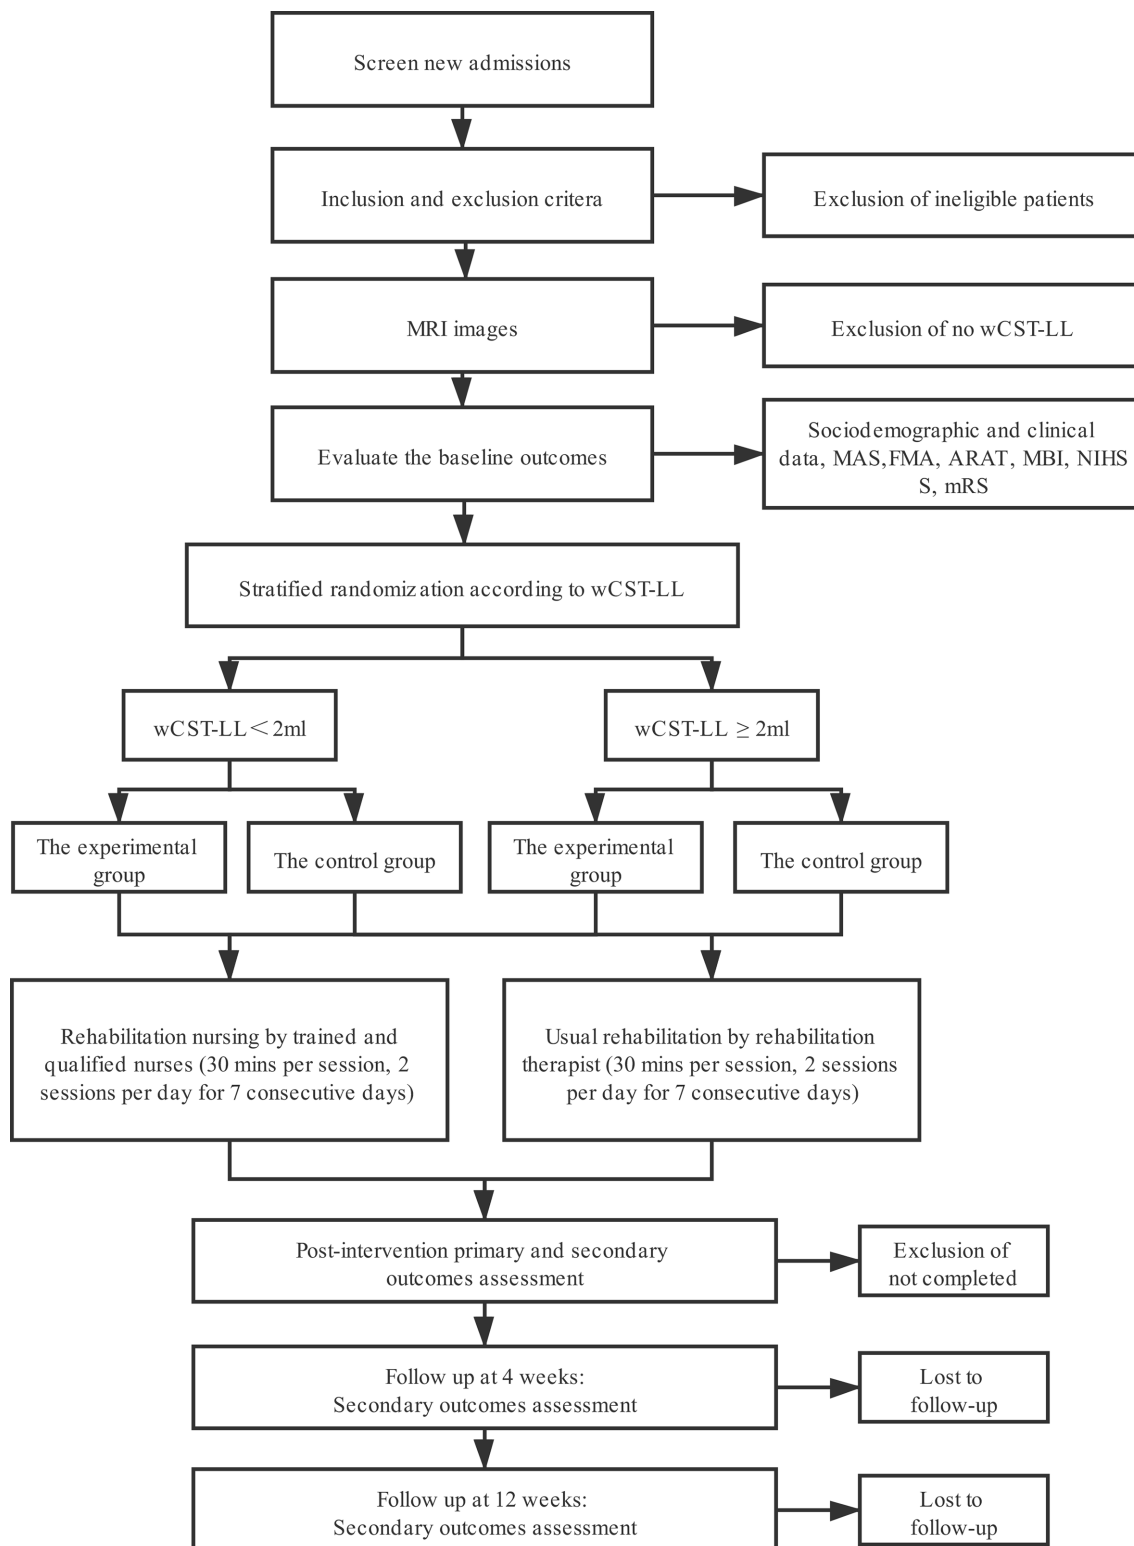 Screen new admissions
Inclusion and exclusion critera
Exclusion of ineligible patients
MRI images
Exclusion of no wCST-LL
Evaluate the baseline outcomes
Sociodemographic and clinical
data, MAS,FMA, ARAT, MBI, NIHS
S, mRS
Stratified randomization according to wCST-LL
wCST-LL < 2ml
wCST-LL ≥ 2ml
The experimental
group
The control group
The experimental
group
The control group
Rehabilitation nursing by trained and
qualified nurses (30 mins per session, 2
sessions per day for 7 consecutive days)
Usual rehabilitation by rehabilitation
therapist (30 mins per session, 2 sessions
per day for 7 consecutive days)
Post-intervention primary and secondary
outcomes assessment
Exclusion of
not completed
Follow up at 4 weeks:
Secondary outcomes assessment
Lost to
follow-up
Follow up at 12 weeks:
Secondary outcomes assessment
Lost to
follow-up